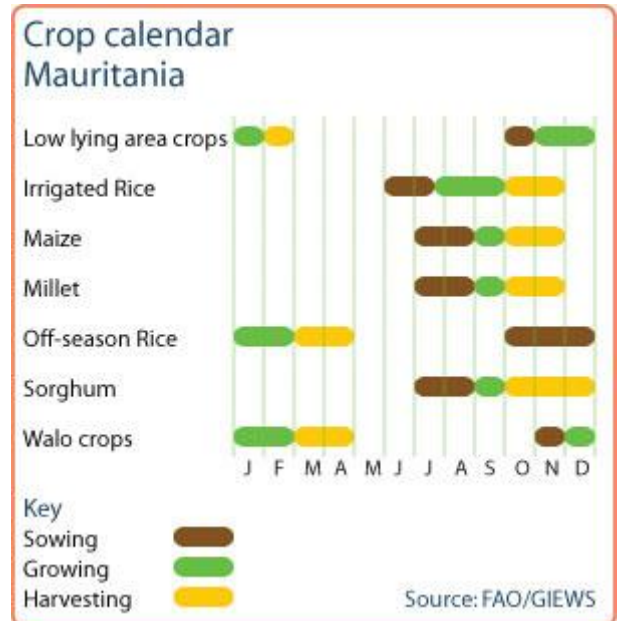 Crop calendar
Mauritania
Low lying area crops
Irrigated Rice
Maize
Millet
Off-season Rice
Sorghum
Walo crops
J F M A M J J A S O N D
Key
Sowing
Growing
Harvesting
Source: FAO/GIEWS